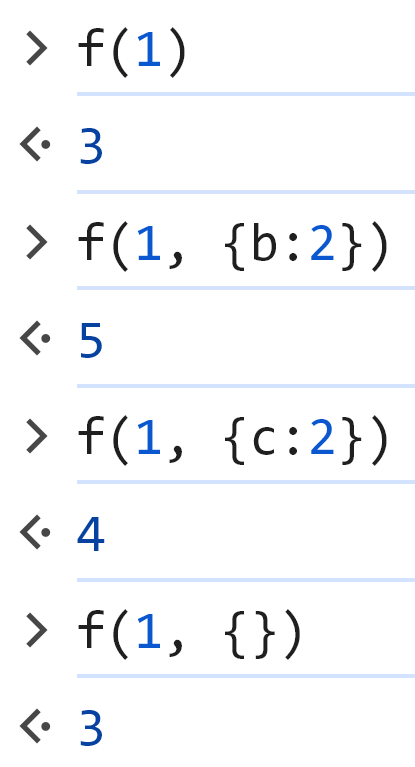 > f(1)
<· 3
> f(1, {b:2})
<· 5
> f(1, {c:2})
<· 4
> f(1, {})
<· 3